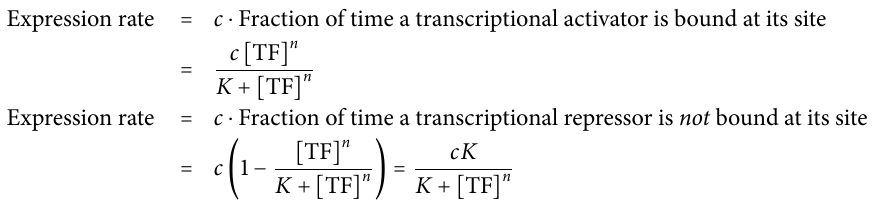 Expression rate = c · Fraction of time a transcriptional activator is bound at its site
= c [TF]^n / (K + [TF]^n)
Expression rate = c · Fraction of time a transcriptional repressor is not bound at its site
= c (1 − [TF]^n / (K + [TF]^n)) = cK / (K + [TF]^n)